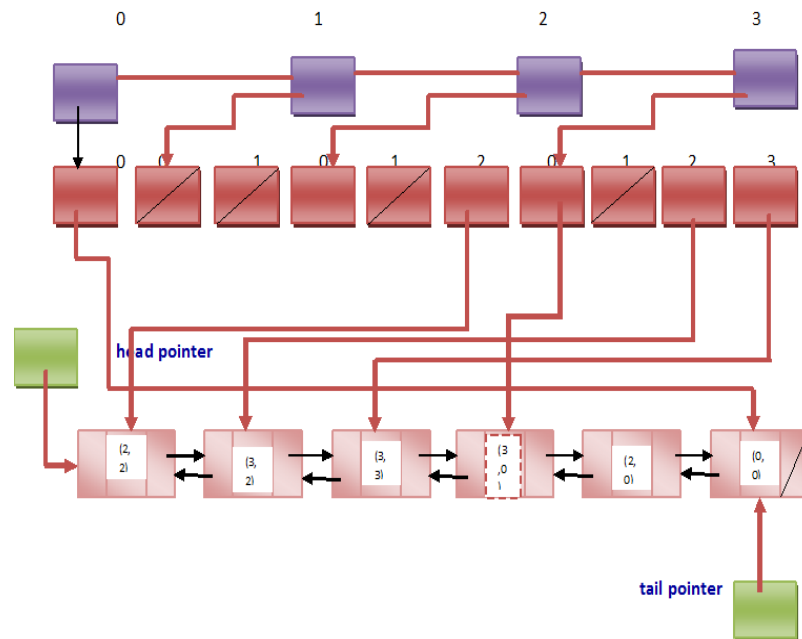 0 1 2 3
0 0 1 0 1 2 0 1 2 3
head pointer
(2, (3, (3, (3 (2, (0,
2) 2) 3) ,0 0) 0)
)
tail pointer